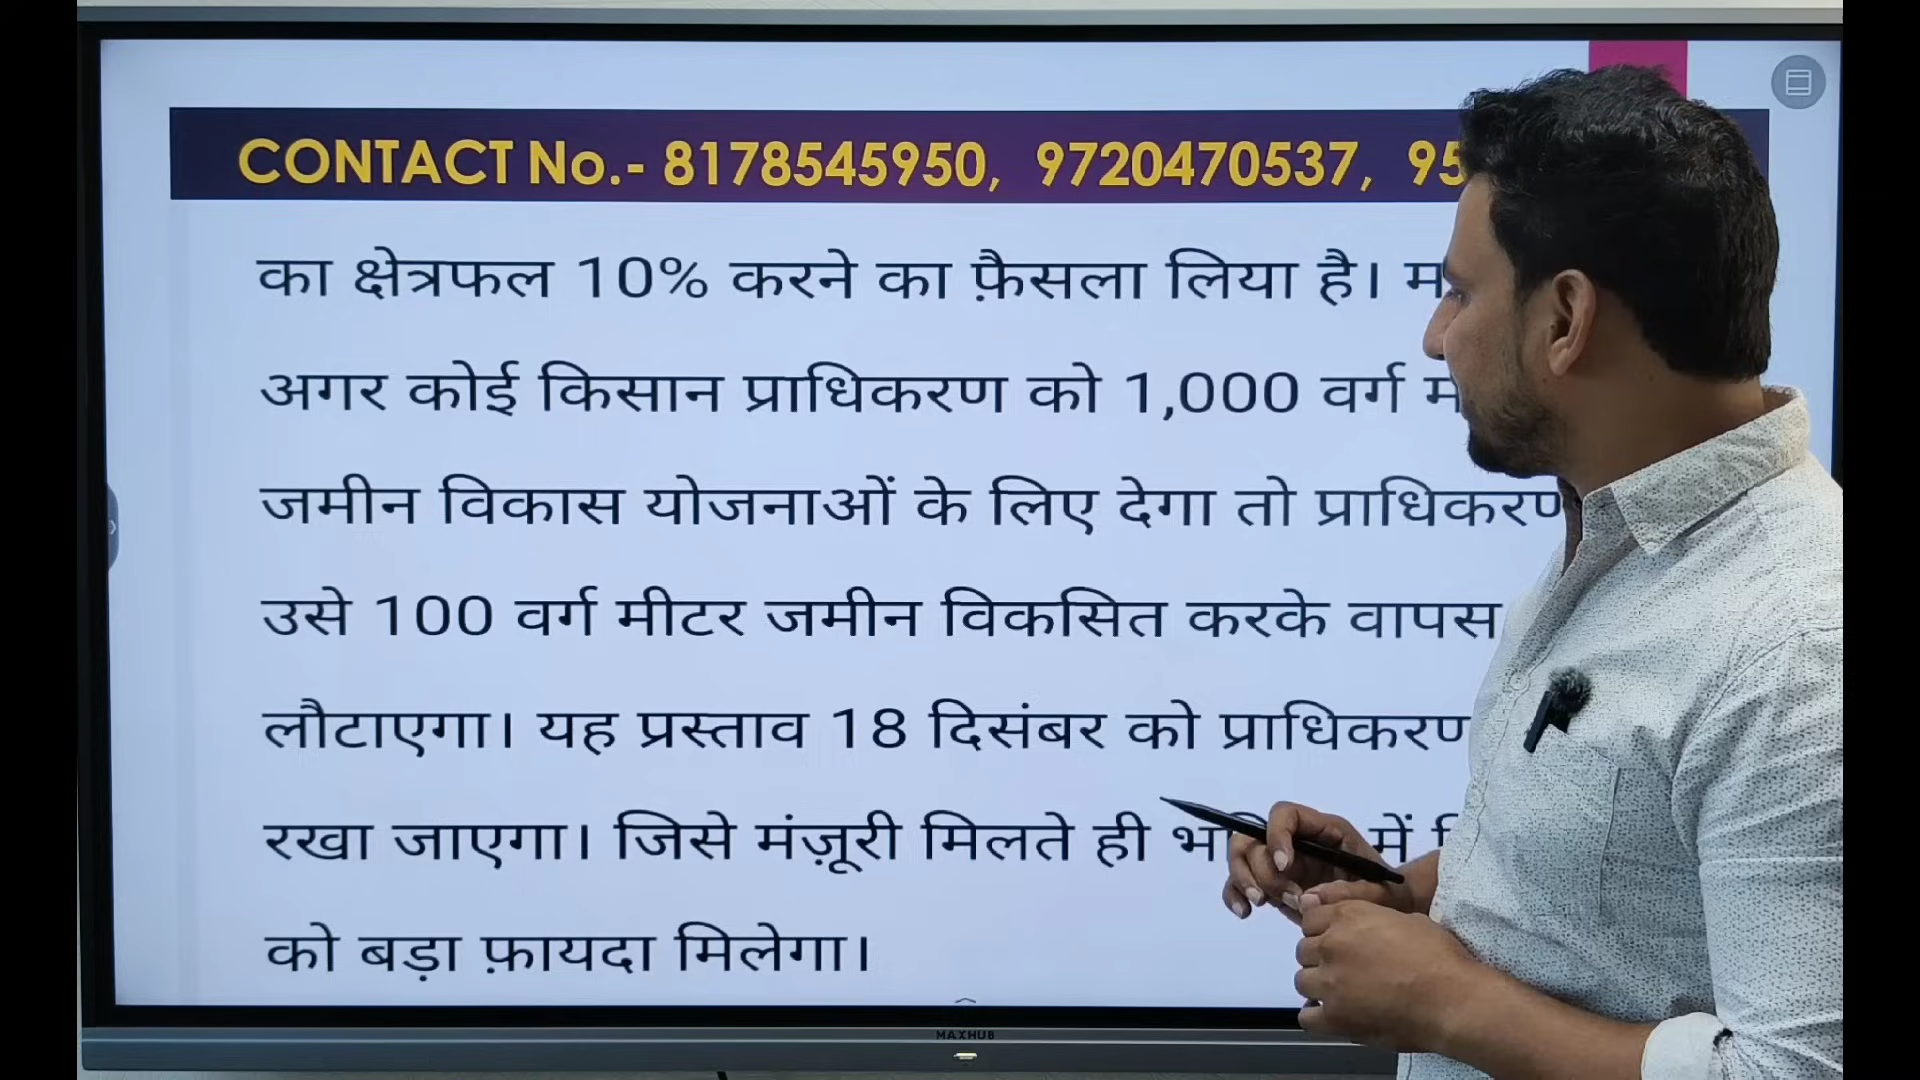 CONTACT No.- 8178545950, 9720470537, 95
का क्षेत्रफल 10% करने का फ़ैसला लिया है।
अगर कोई किसान प्राधिकरण को 1,000 वर्ग
जमीन विकास योजनाओं के लिए देगा तो प्राधिकरण
उसे 100 वर्ग मीटर जमीन विकसित करके वापस
लौटाएगा। यह प्रस्ताव 18 दिसंबर को प्राधिकरण
रखा जाएगा। जिसे मंज़ूरी मिलते ही में
को बड़ा फ़ायदा मिलेगा।
MAXHUB